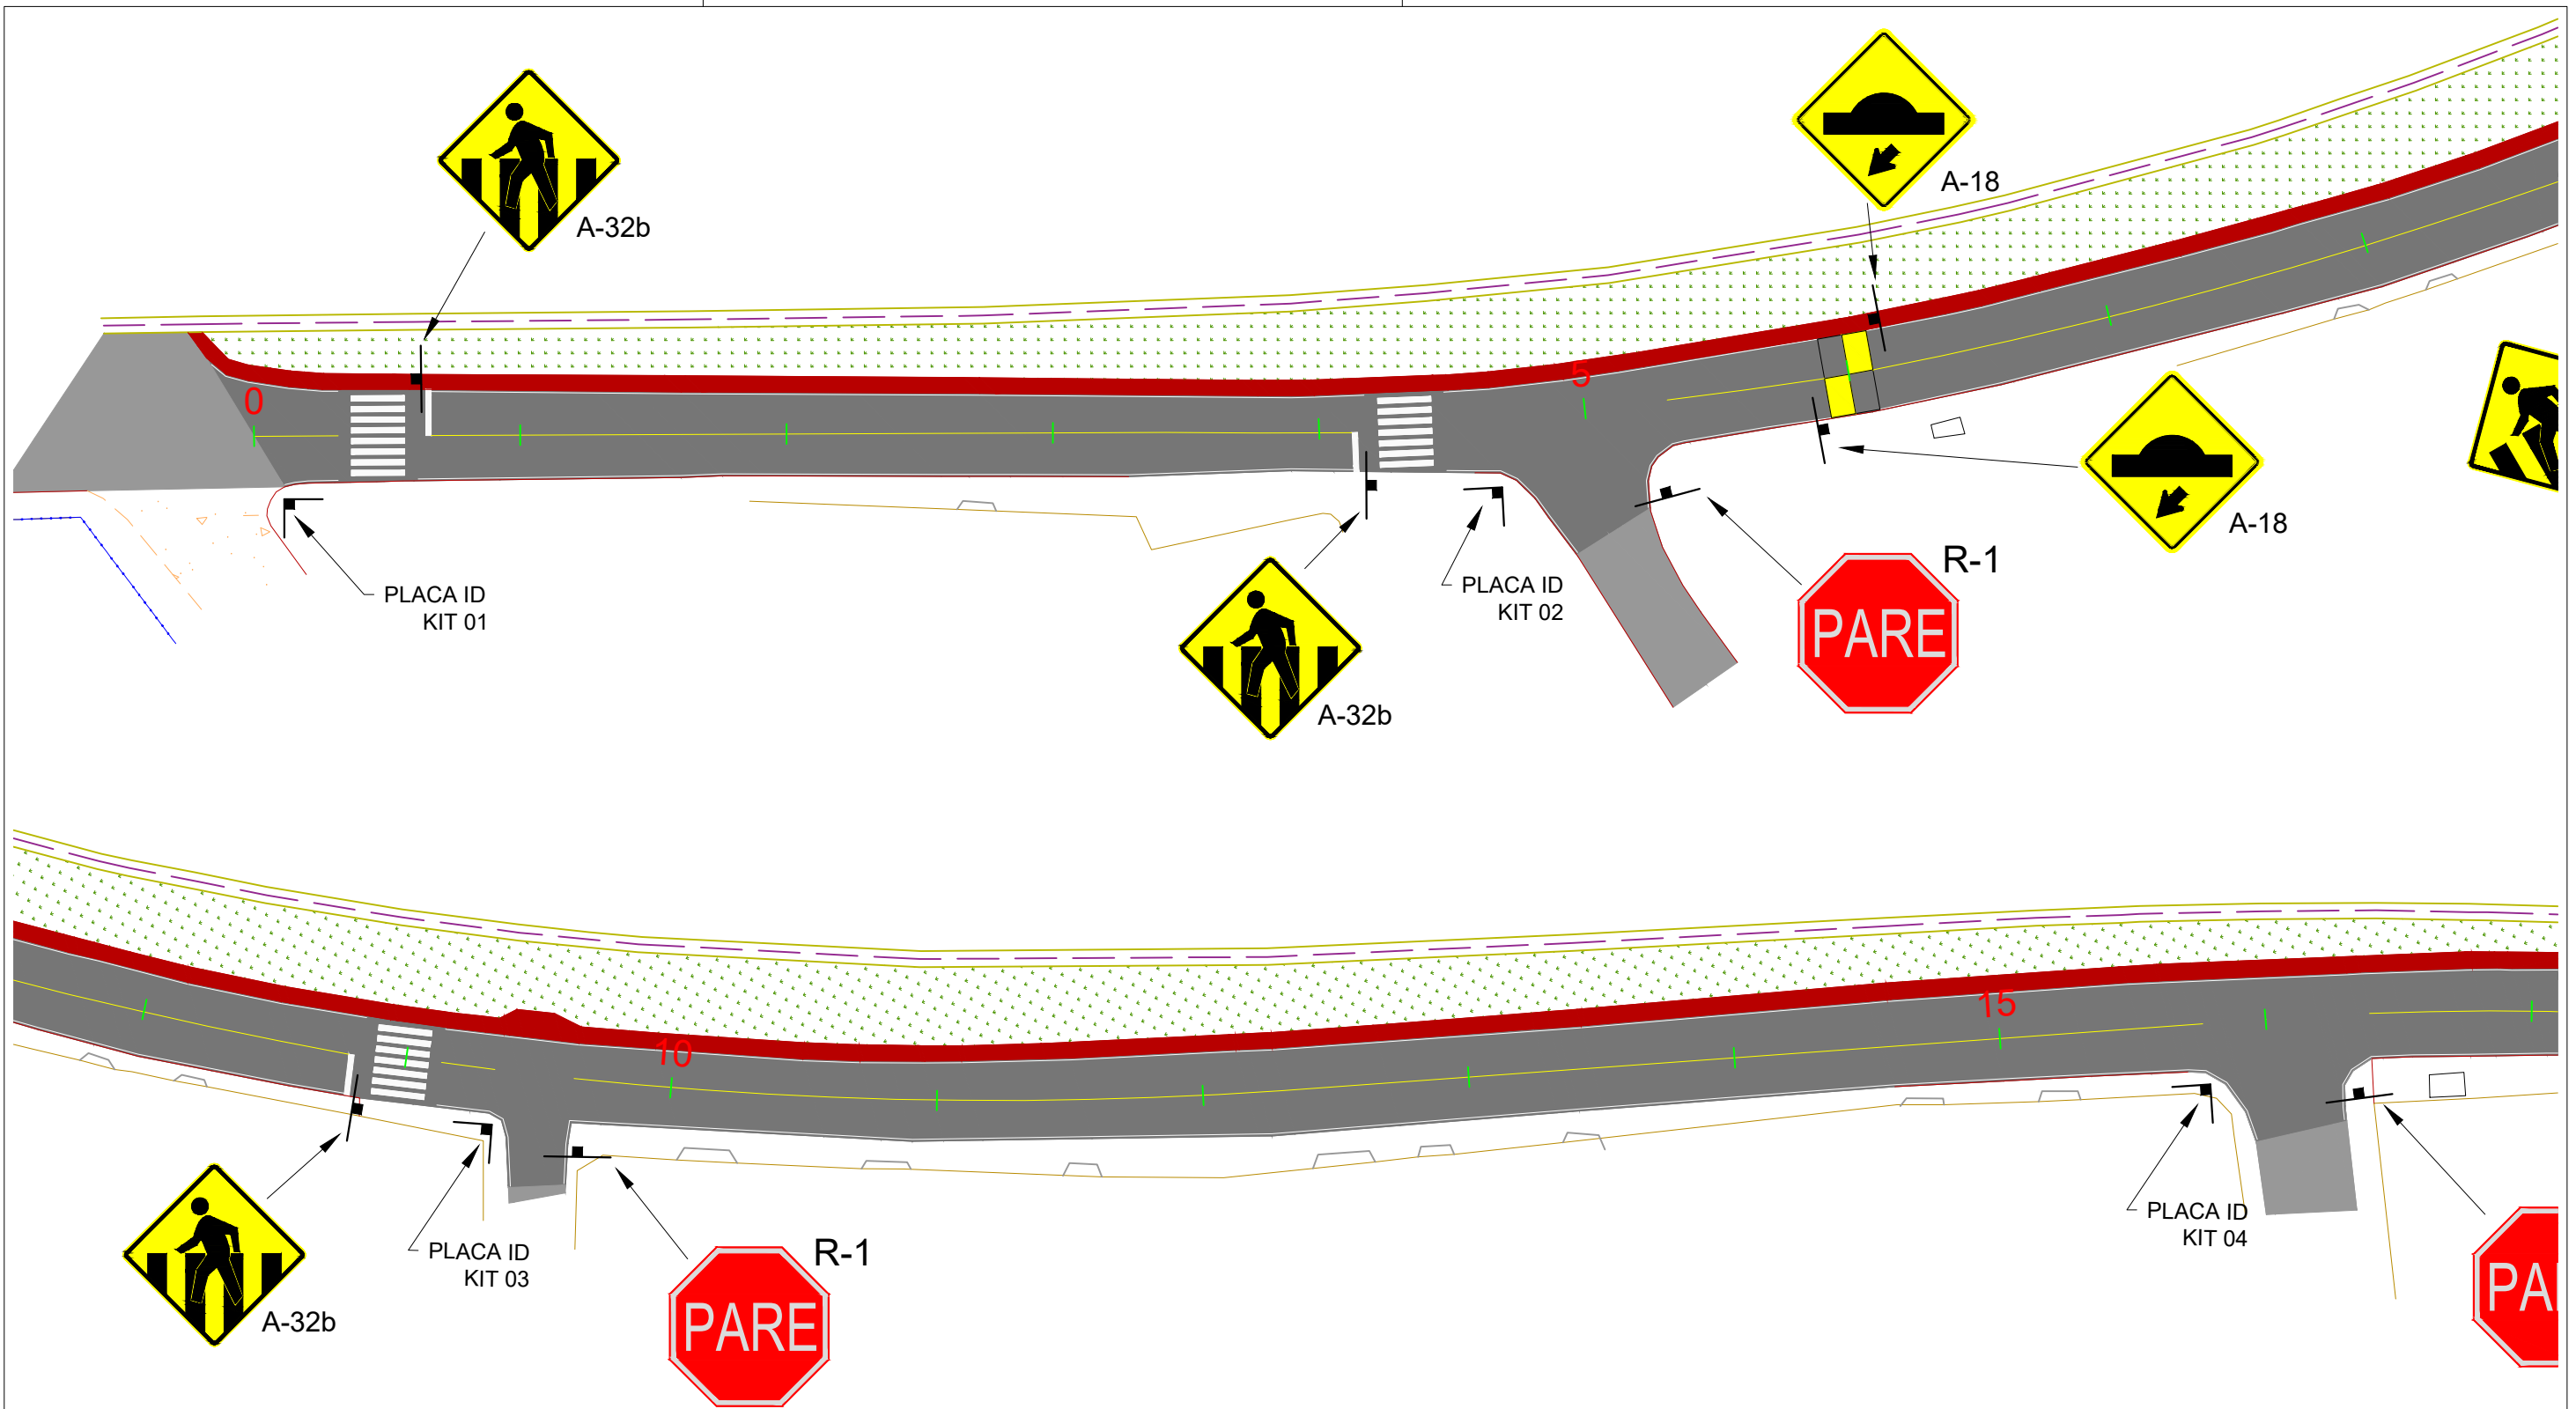 A-32b
A-18
0
5
A-18
R-1
PARE
PLACA ID
KIT 01
PLACA ID
KIT 02
A-32b
10
15
PLACA ID
KIT 03
A-32b
R-1
PARE
PLACA ID
KIT 04
PA